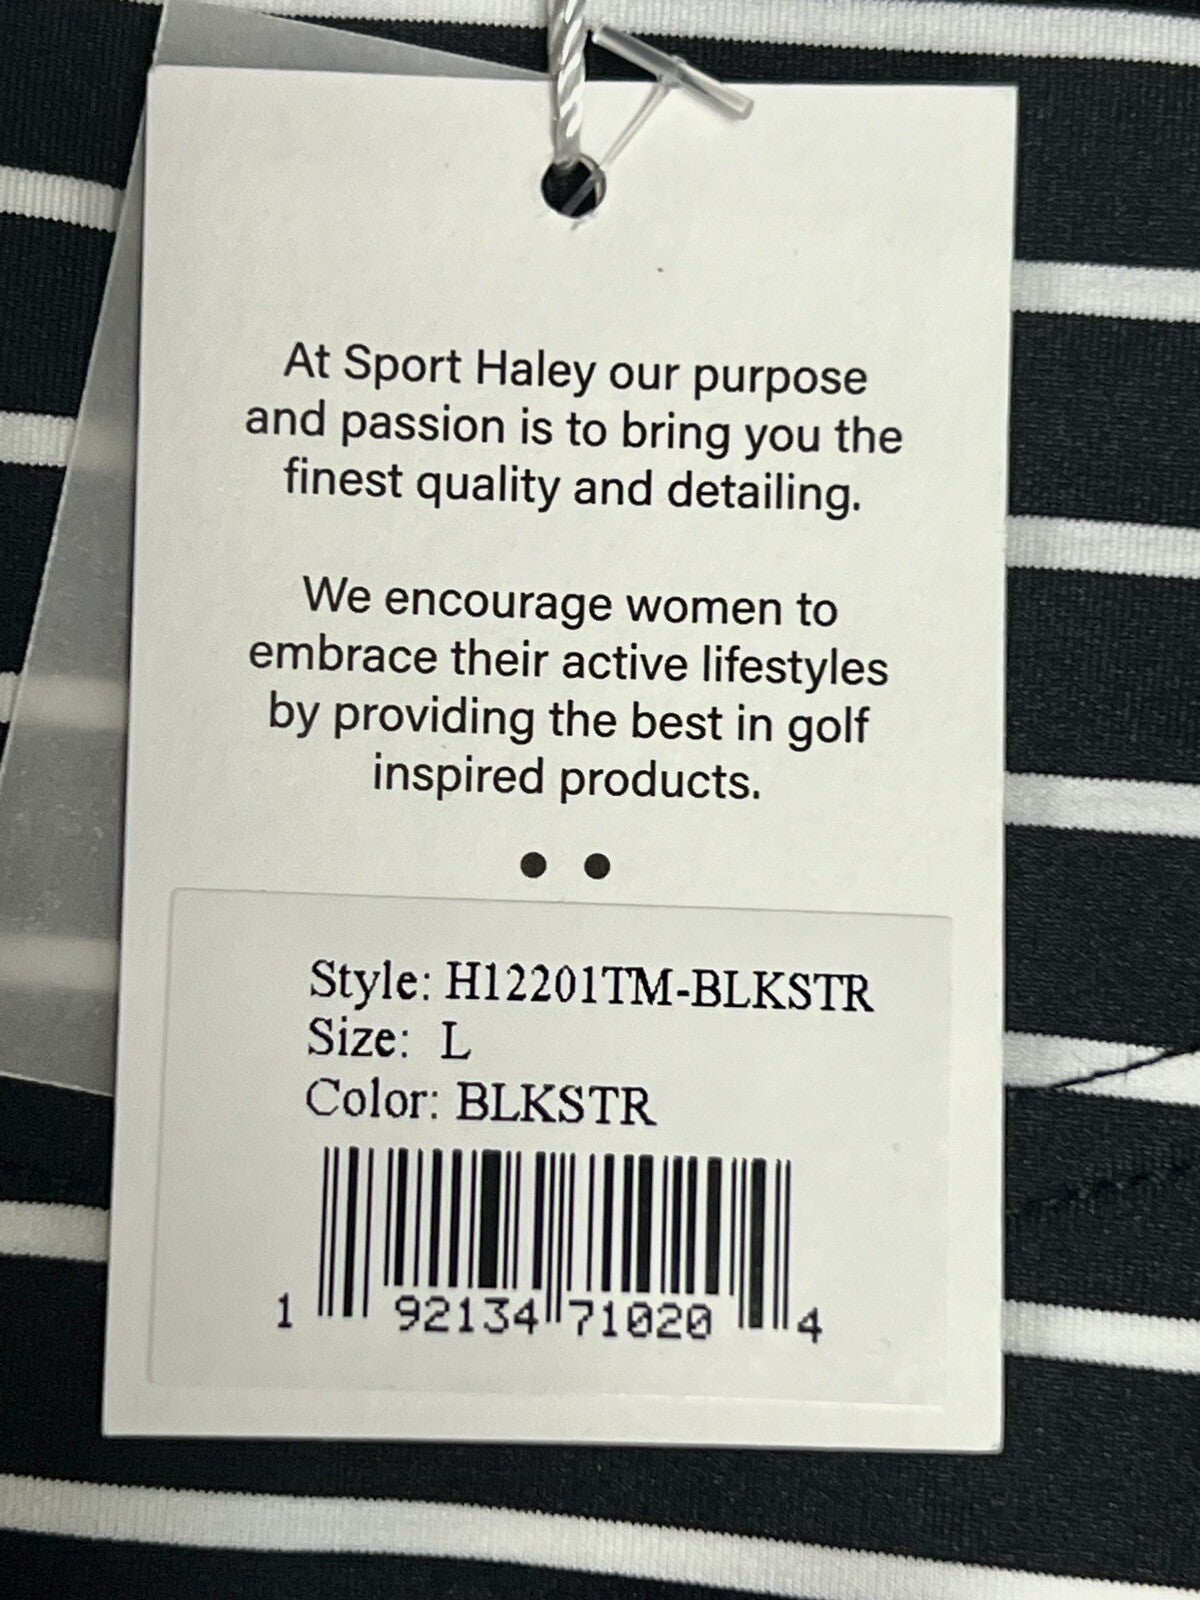 At Sport Haley our purpose
and passion is to bring you the
finest quality and detailing.
We encourage women to
embrace their active lifestyles
by providing the best in golf
inspired products.
Style: H12201TM-BLKSTR
Size: L
Color: BLKSTR
1 92134 71020 4